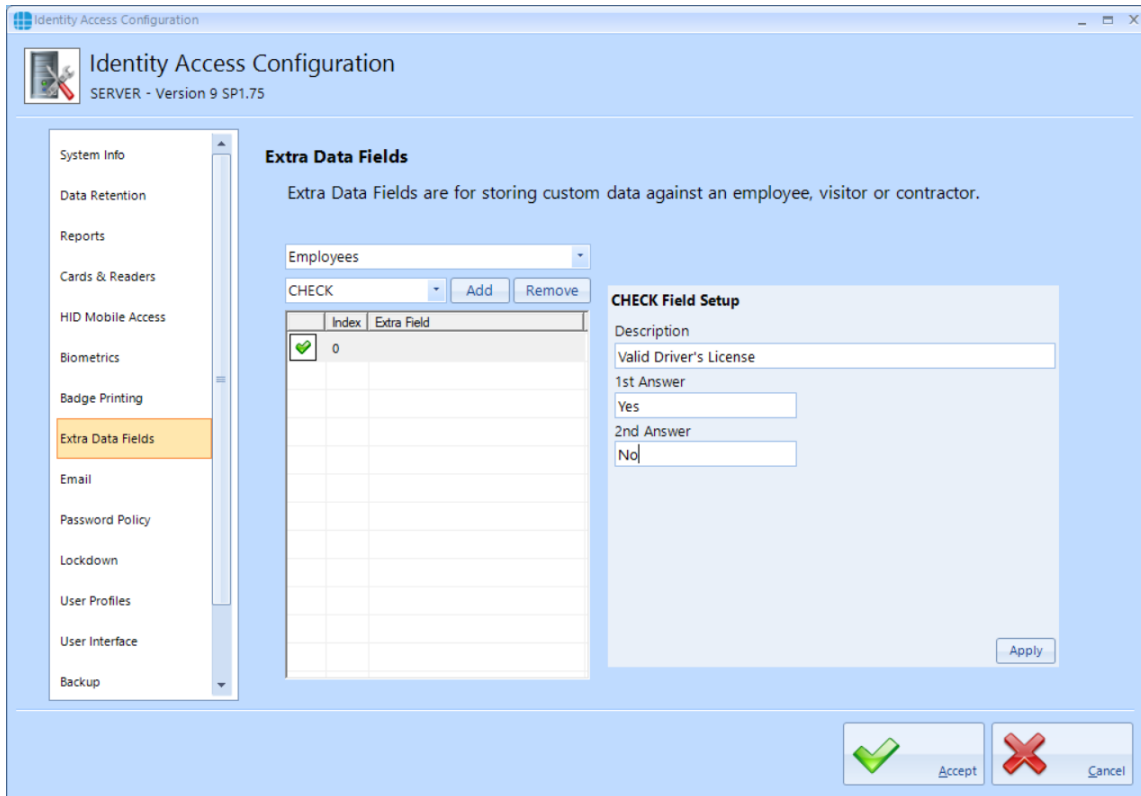 Identity Access Configuration
Identity Access Configuration
SERVER - Version 9 SP1.75
System Info
Data Retention
Reports
Cards & Readers
HID Mobile Access
Biometrics
Badge Printing
Extra Data Fields
Email
Password Policy
Lockdown
User Profiles
User Interface
Backup
Extra Data Fields
Extra Data Fields are for storing custom data against an employee, visitor or contractor.
Employees
CHECK
Add
Remove
Index
Extra Field
0
CHECK Field Setup
Description
Valid Driver's License
1st Answer
Yes
2nd Answer
No
Apply
Accept
Cancel